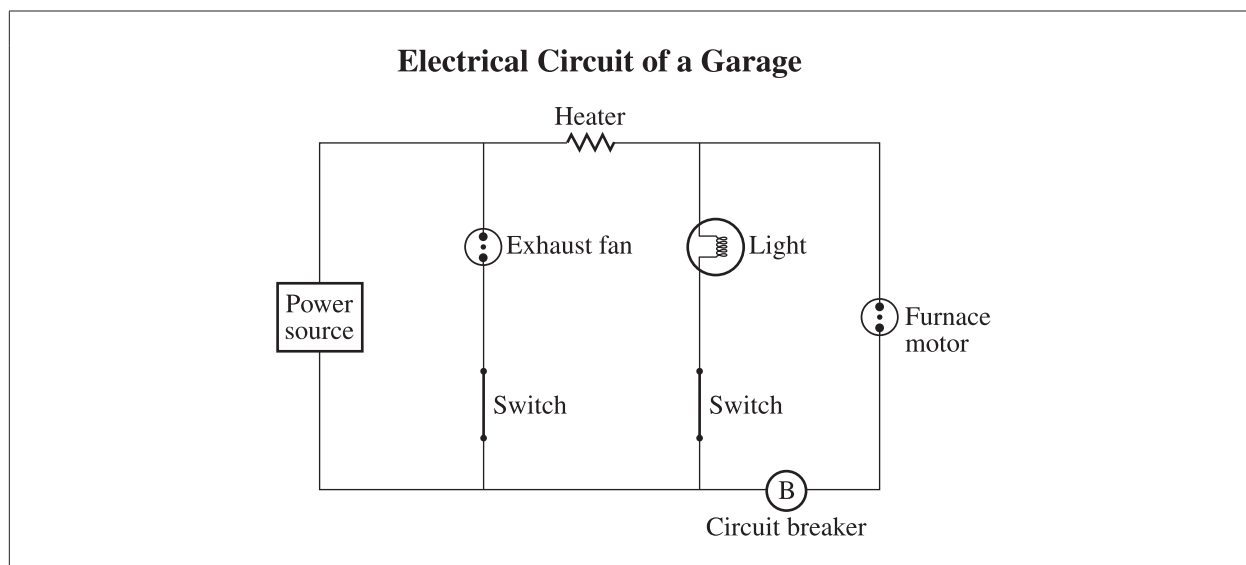 Electrical Circuit of a Garage
Heater
Exhaust fan
Light
Power
source
Furnace
motor
Switch
Switch
B
Circuit breaker